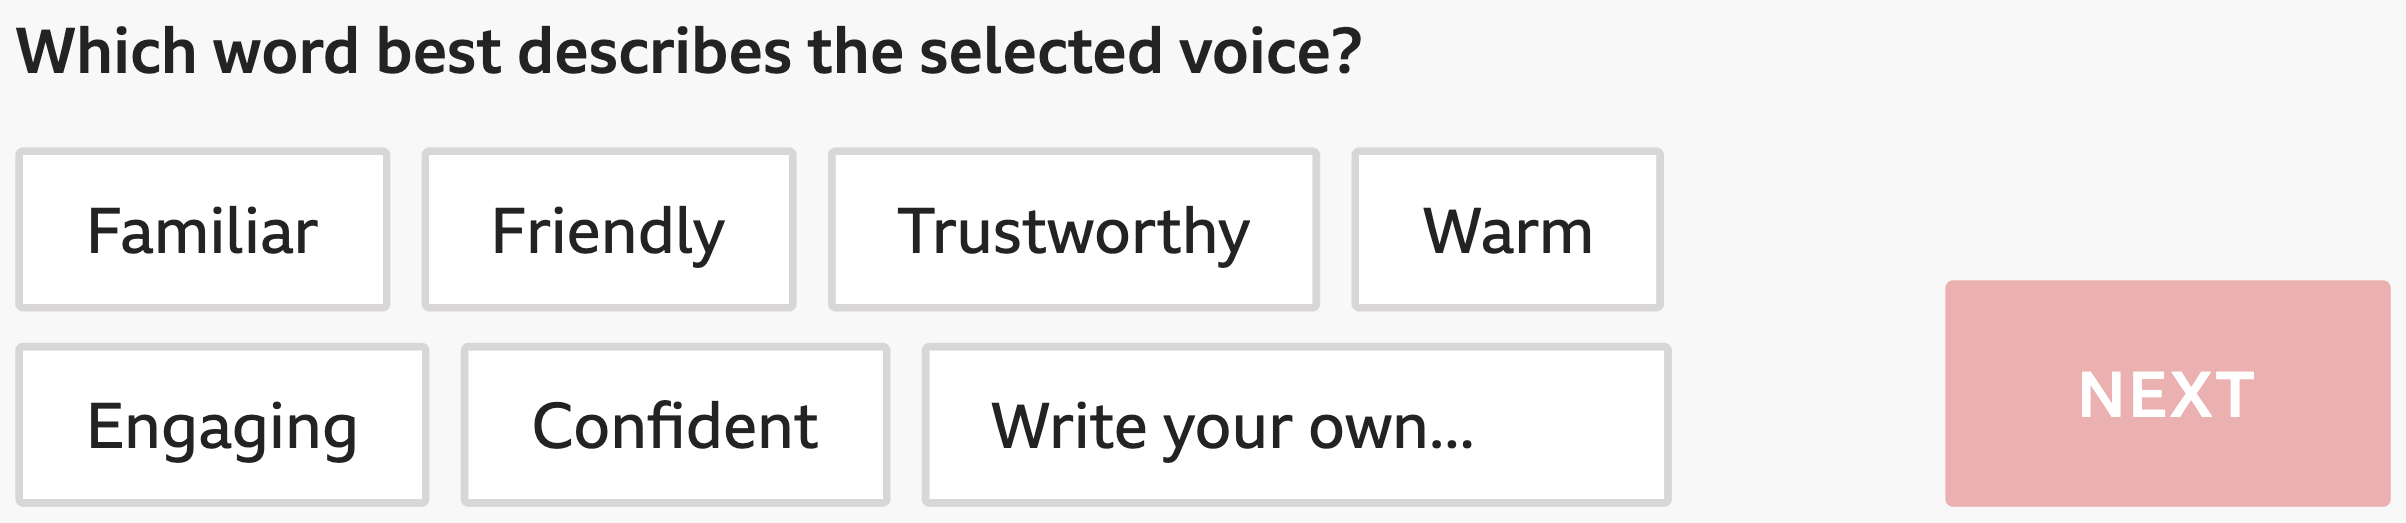 Which word best describes the selected voice?
Familiar Friendly Trustworthy Warm
Engaging Confident Write your own...
NEXT